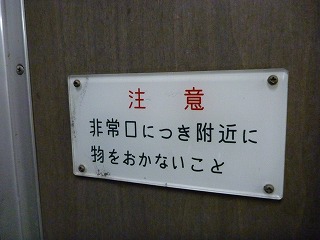 注意
非常口につき附近に
物をおかないこと